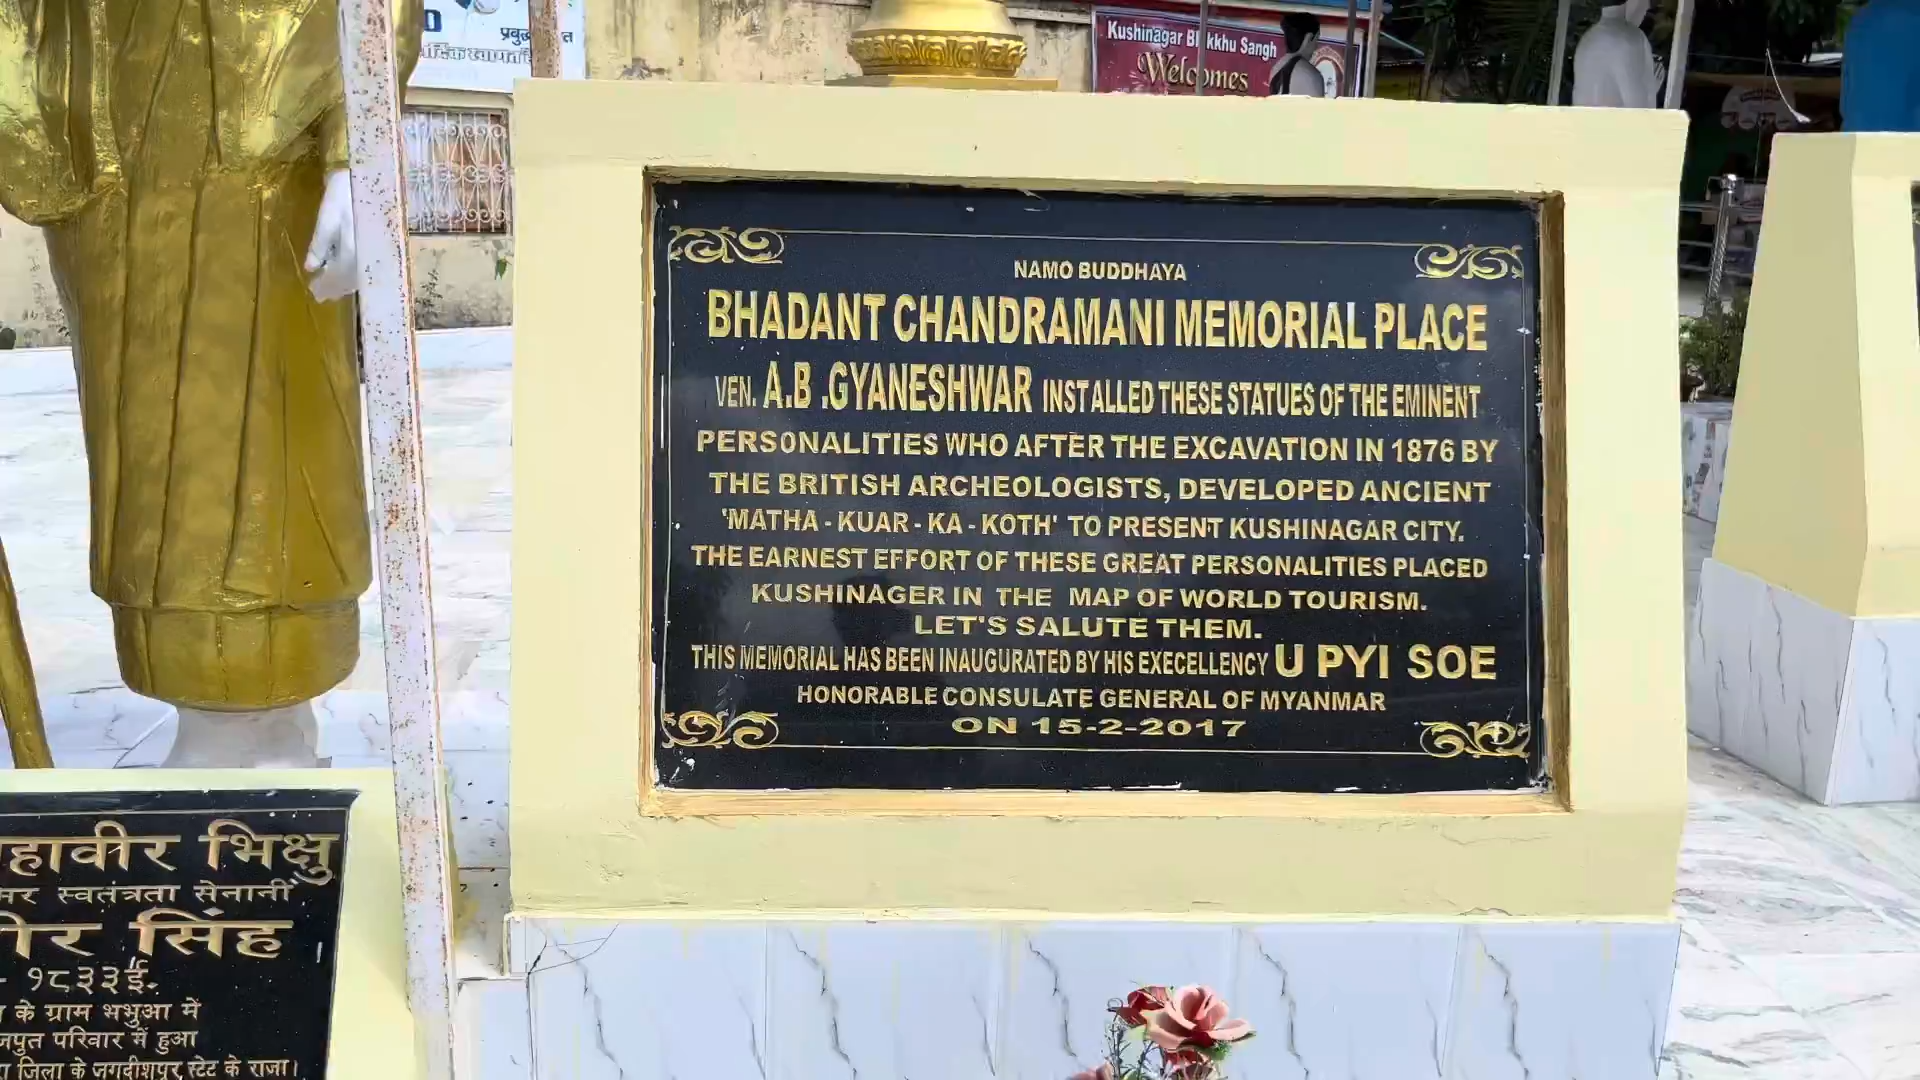 प्रबुद्ध
Kushinagar Bhikkhu Sangh
Welcomes
NAMO BUDDHAYA
BHADANT CHANDRAMANI MEMORIAL PLACE
VEN. A.B .GYANESHWAR INSTALLED THESE STATUES OF THE EMINENT
PERSONALITIES WHO AFTER THE EXCAVATION IN 1876 BY
THE BRITISH ARCHEOLOGISTS, DEVELOPED ANCIENT
'MATHA - KUAR - KA - KOTH' TO PRESENT KUSHINAGAR CITY.
THE EARNEST EFFORT OF THESE GREAT PERSONALITIES PLACED
KUSHINAGER IN THE MAP OF WORLD TOURISM.
LET'S SALUTE THEM.
THIS MEMORIAL HAS BEEN INAUGURATED BY HIS EXECELLENCY U PYI SOE
HONORABLE CONSULATE GENERAL OF MYANMAR
ON 15-2-2017
हावीर भिक्षु
मर स्वतंत्रता सेनानीं
ीर सिंह
- १८३३ई.
के ग्राम भभुआ में
जपुत परिवार में हुआ
जिला के जगदीशपुर स्टेट के राजा।